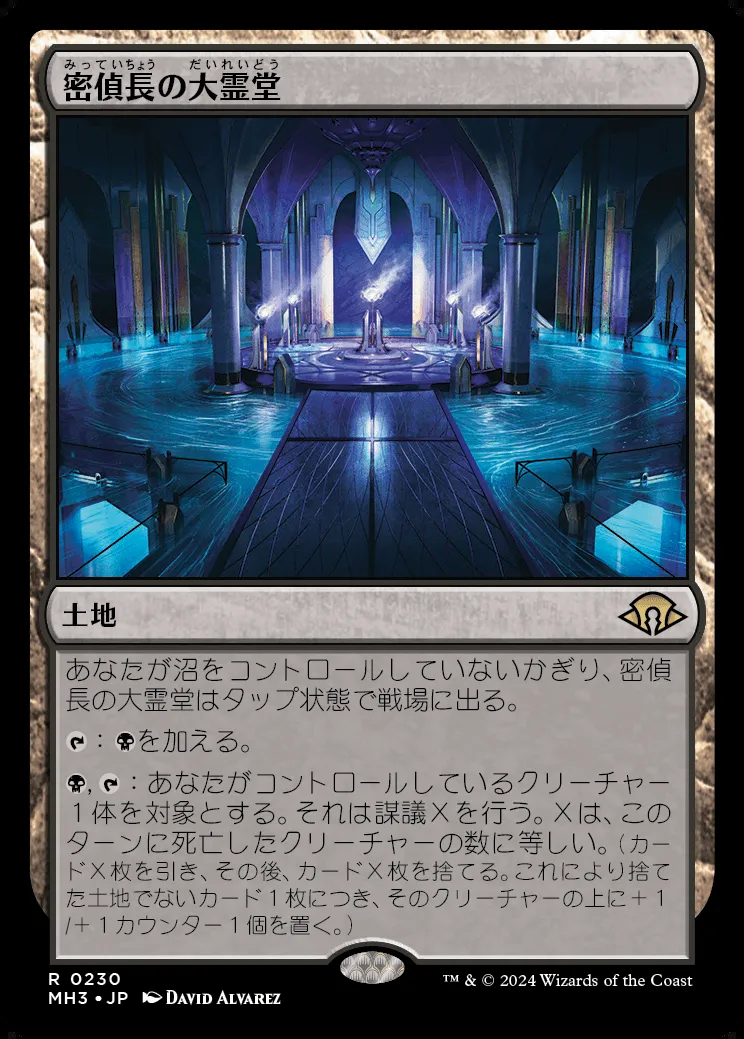 みっていちょう だいれいどう
密偵長の大霊堂
土地
あなたが沼をコントロールしていないかぎり、密偵
長の大霊堂はタップ状態で戦場に出る。
:を加える。
,:あなたがコントロールしているクリーチャー
1体を対象とする。それは謀議Xを行う。Xは、この
ターンに死亡したクリーチャーの数に等しい。(カー
ドX枚を引き、その後、カードX枚を捨てる。これにより捨て
た土地でないカード1枚につき、そのクリーチャーの上に+1
/+1カウンター1個を置く。)
R 0230
MH3 • JP DAVID ALVAREZ
™ & © 2024 Wizards of the Coast